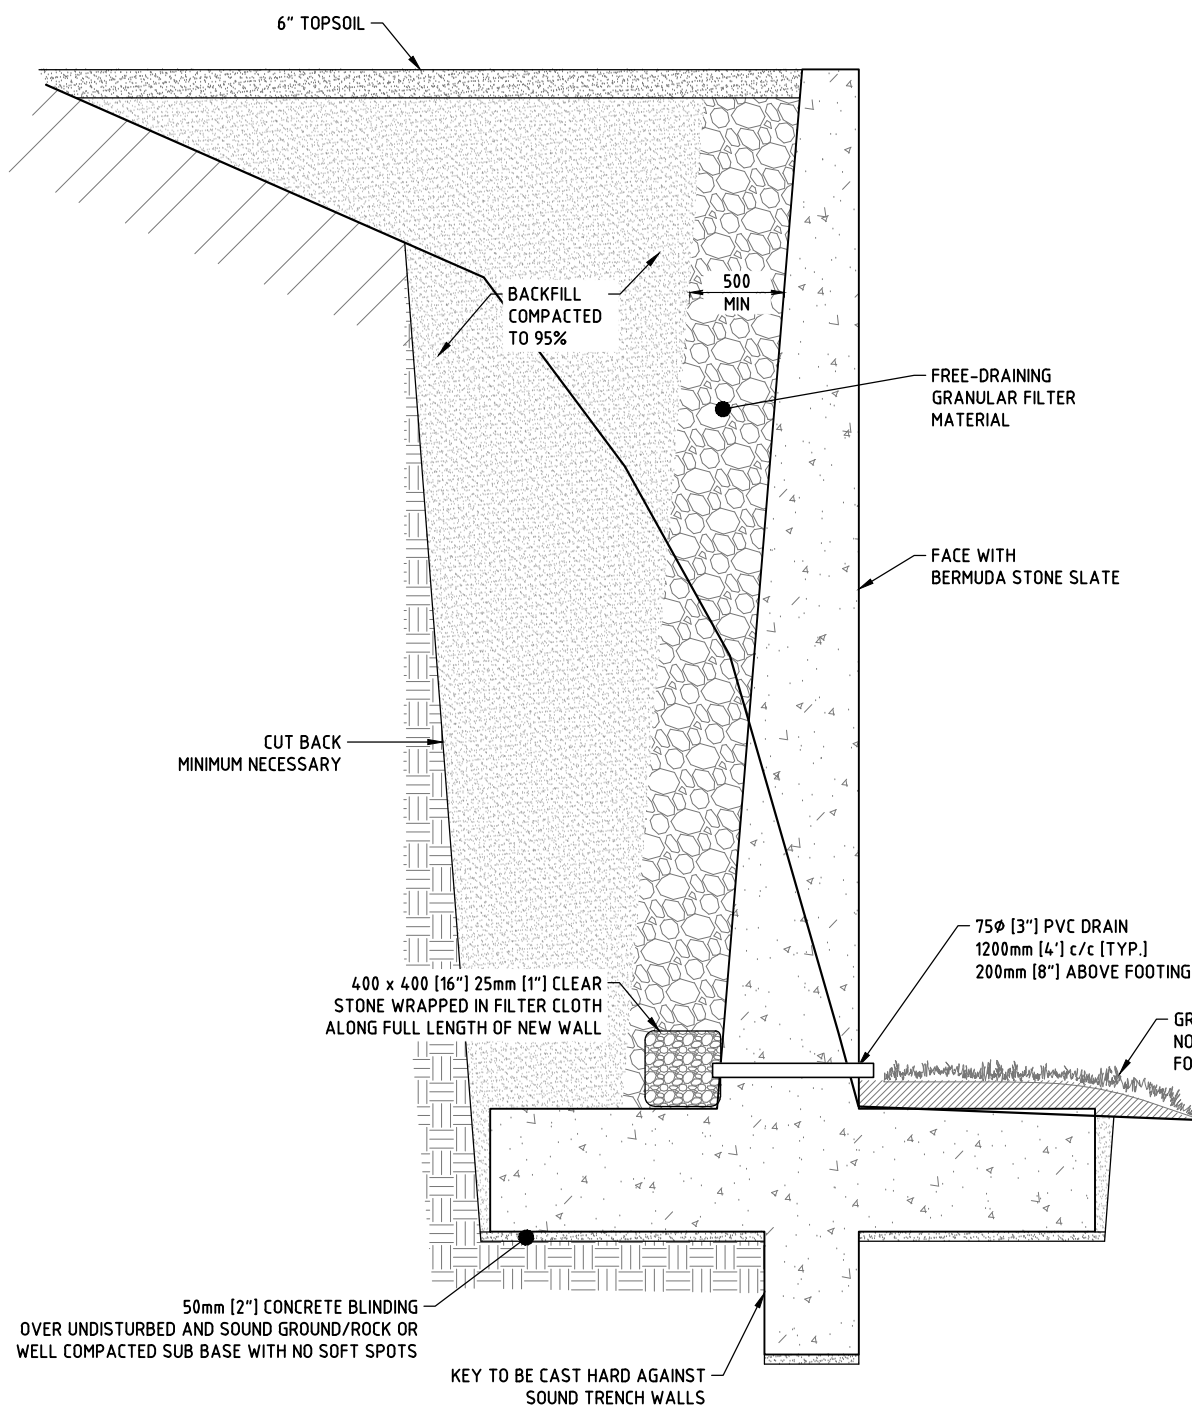 6" TOPSOIL
BACKFILL
COMPACTED
TO 95%
500
MIN
FREE-DRAINING
GRANULAR FILTER
MATERIAL
FACE WITH
BERMUDA STONE SLATE
CUT BACK
MINIMUM NECESSARY
75Ø [3"] PVC DRAIN
1200mm [4'] c/c [TYP.]
200mm [8"] ABOVE FOOTING
400 x 400 [16"] 25mm [1"] CLEAR
STONE WRAPPED IN FILTER CLOTH
ALONG FULL LENGTH OF NEW WALL
GR
NO
FO
50mm [2"] CONCRETE BLINDING
OVER UNDISTURBED AND SOUND GROUND/ROCK OR
WELL COMPACTED SUB BASE WITH NO SOFT SPOTS
KEY TO BE CAST HARD AGAINST
SOUND TRENCH WALLS